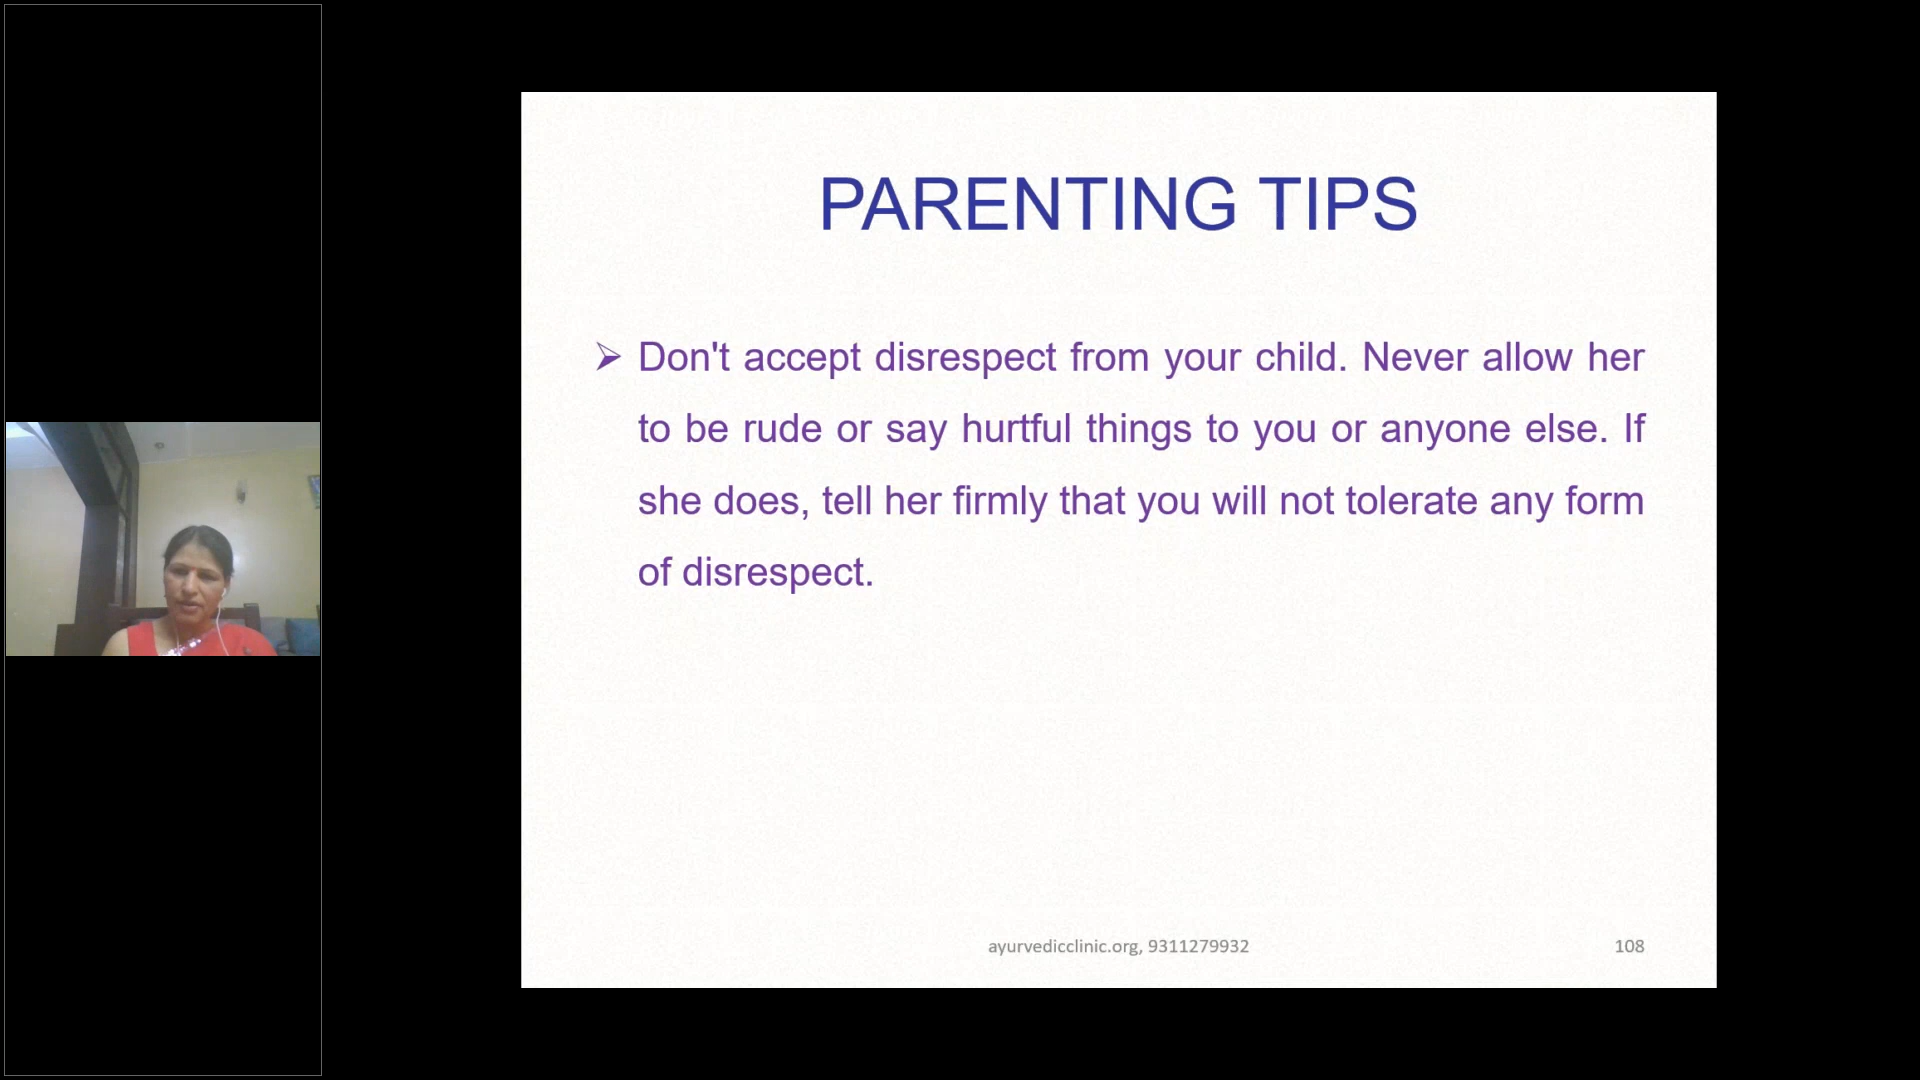 PARENTING TIPS
➢ Don't accept disrespect from your child. Never allow her
to be rude or say hurtful things to you or anyone else. If
she does, tell her firmly that you will not tolerate any form
of disrespect.
ayurvedicclinic.org, 9311279932
108